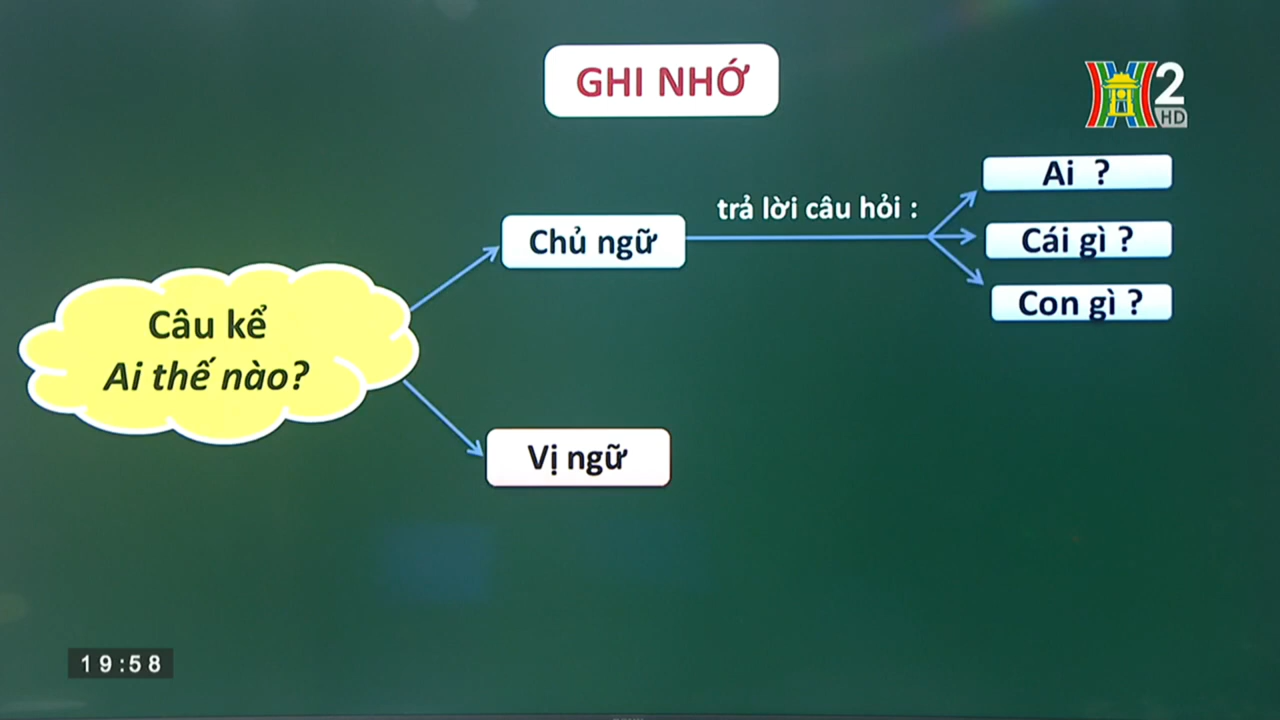 GHI NHỚ
2
HD
Ai ?
trả lời câu hỏi :
Chủ ngữ
Cái gì ?
Con gì ?
Câu kể
Ai thế nào?
Vị ngữ
19:58